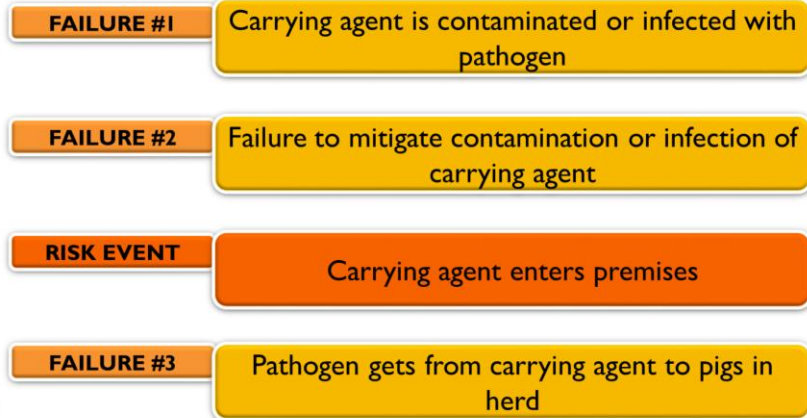 FAILURE #1
Carrying agent is contaminated or infected with
pathogen
FAILURE #2
Failure to mitigate contamination or infection of
carrying agent
RISK EVENT
Carrying agent enters premises
FAILURE #3
Pathogen gets from carrying agent to pigs in
herd